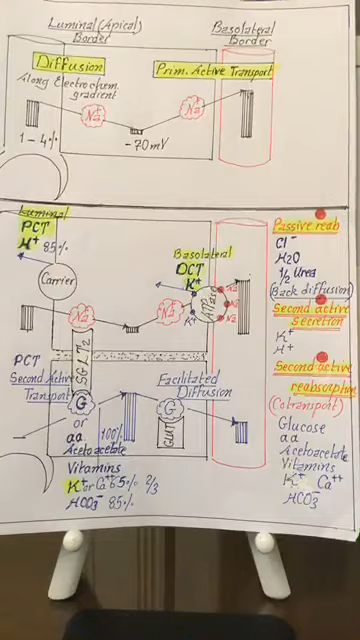 Luminal (Apical)
Border
Basolateral
Border
Diffusion
Along Electrochem.
gradient
Prim. Active Transport
Na+
Na+
1-4%
-70mV
Luminal
PCT
H+ 85%
Carrier
Basolateral
DCT
K+
ATPase
Na
Na
Na
K+
Na
Na
SGLT2
PCT
Second Active
Transport
G
or
aa.
Acetoacetate
Vitamins
K+ or Ca++ 65% 2/3
HCO3- 85%
100%
Facilitated
Diffusion
G
Passive reab
Cl-
H2O
1/2 Urea
(Back diffusion)
Second active
secretion
K+
H+
Second active
reabsorption
(Cotransport)
Glucose
aa
Acetoacetate
Vitamins
K+ Ca++
HCO3-